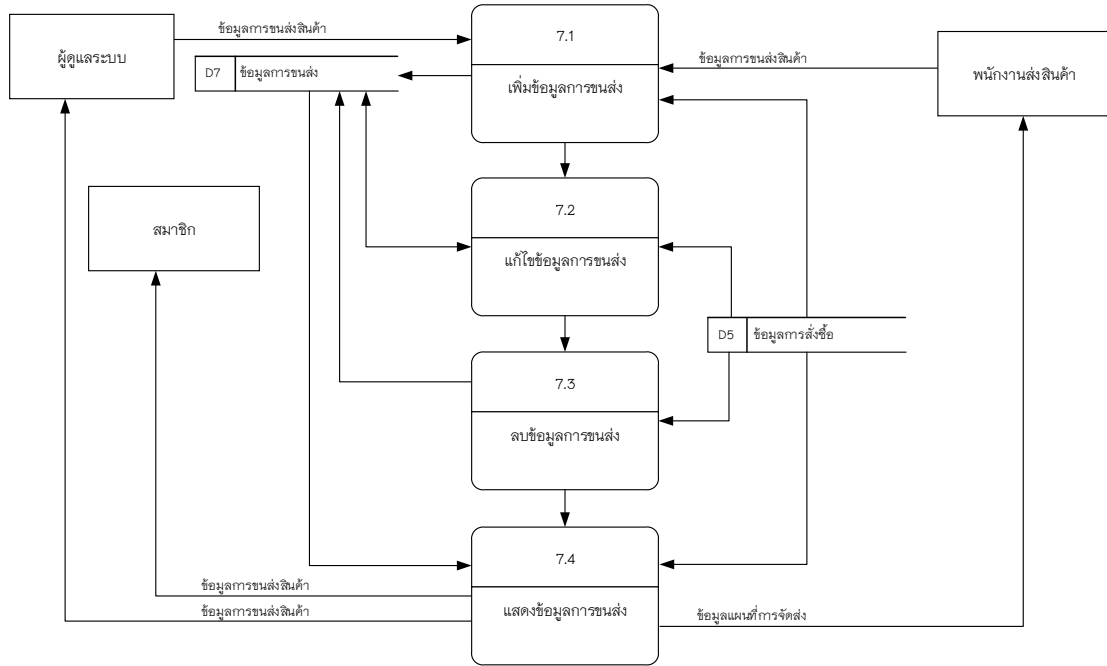 ผู้ดูแลระบบ
ข้อมูลการขนส่งสินค้า
7.1
เพิ่มข้อมูลการขนส่ง
ข้อมูลการขนส่งสินค้า
พนักงานส่งสินค้า
D7 ข้อมูลการขนส่ง
สมาชิก
7.2
แก้ไขข้อมูลการขนส่ง
D5 ข้อมูลการสั่งซื้อ
7.3
ลบข้อมูลการขนส่ง
7.4
แสดงข้อมูลการขนส่ง
ข้อมูลการขนส่งสินค้า
ข้อมูลการขนส่งสินค้า
ข้อมูลแผนที่การจัดส่ง